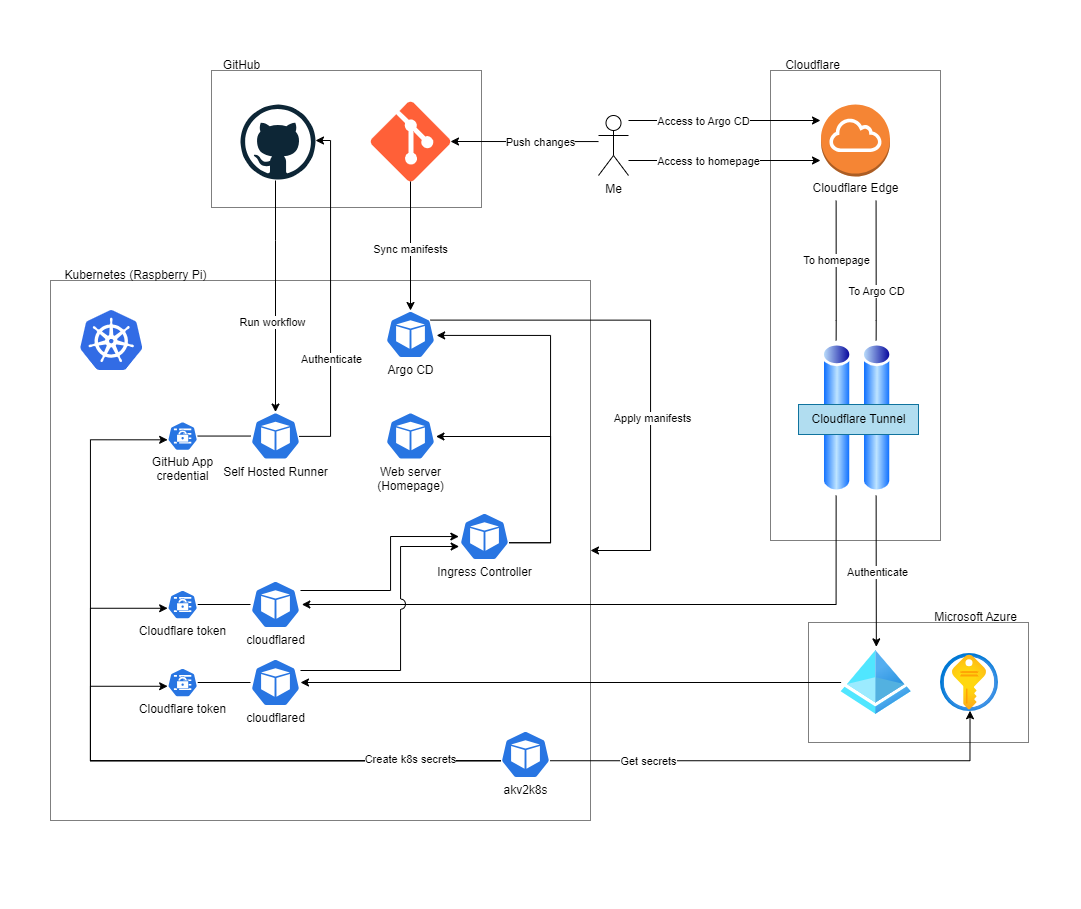 GitHub
Cloudflare
Access to Argo CD
Push changes
Access to homepage
Me
Cloudflare Edge
Sync manifests
To homepage
Kubernetes (Raspberry Pi)
To Argo CD
Run workflow
Authenticate
Argo CD
Apply manifests
Cloudflare Tunnel
GitHub App
credential
Self Hosted Runner
Web server
(Homepage)
Ingress Controller
Authenticate
Microsoft Azure
Cloudflare token
cloudflared
Cloudflare token
cloudflared
Create k8s secrets
Get secrets
akv2k8s